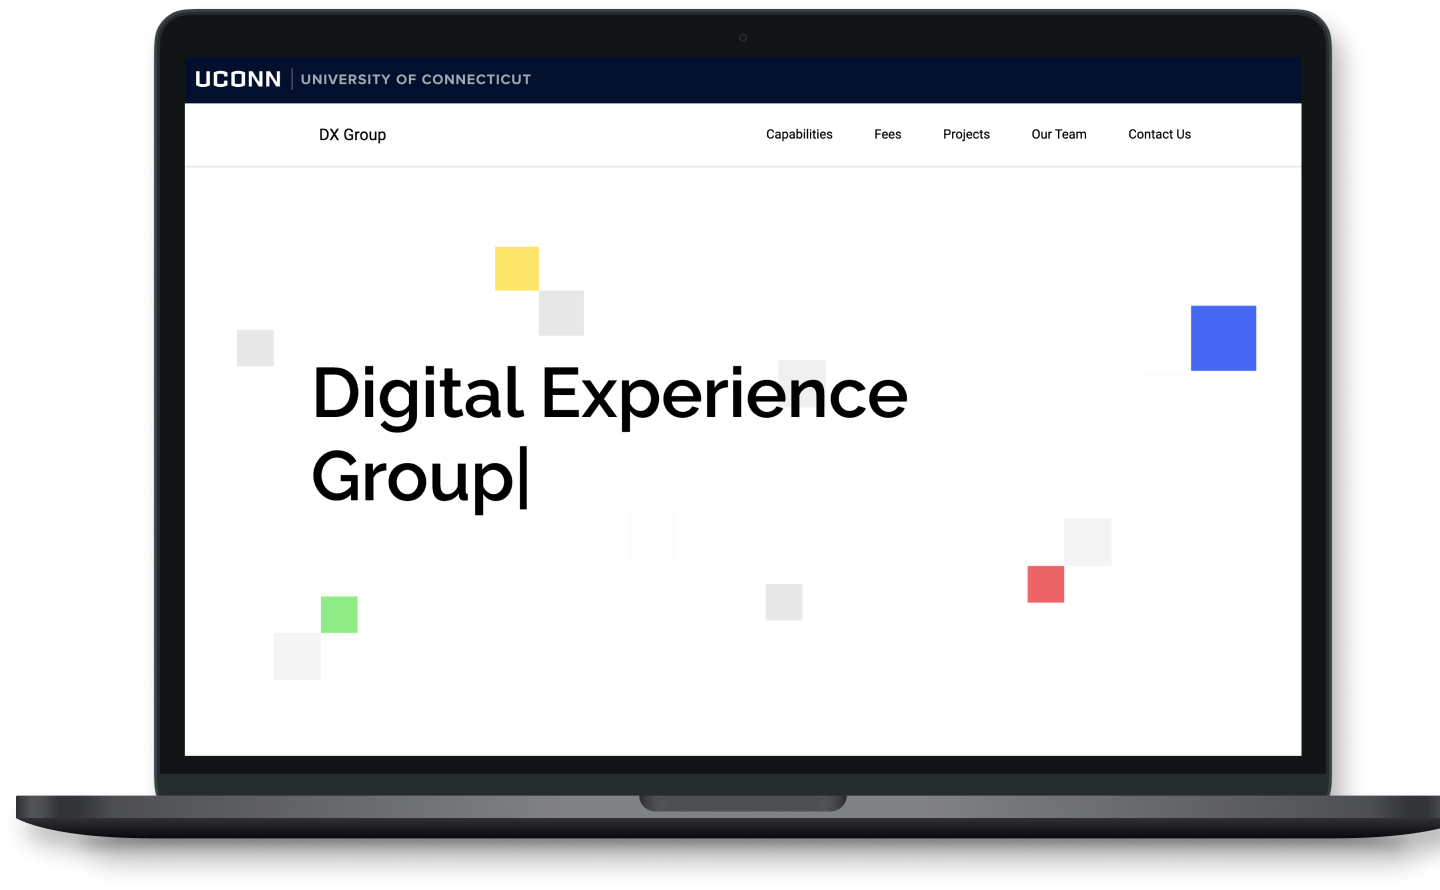 UCONN | UNIVERSITY OF CONNECTICUT
DX Group Capabilities Fees Projects Our Team Contact Us
Digital Experience
Group|